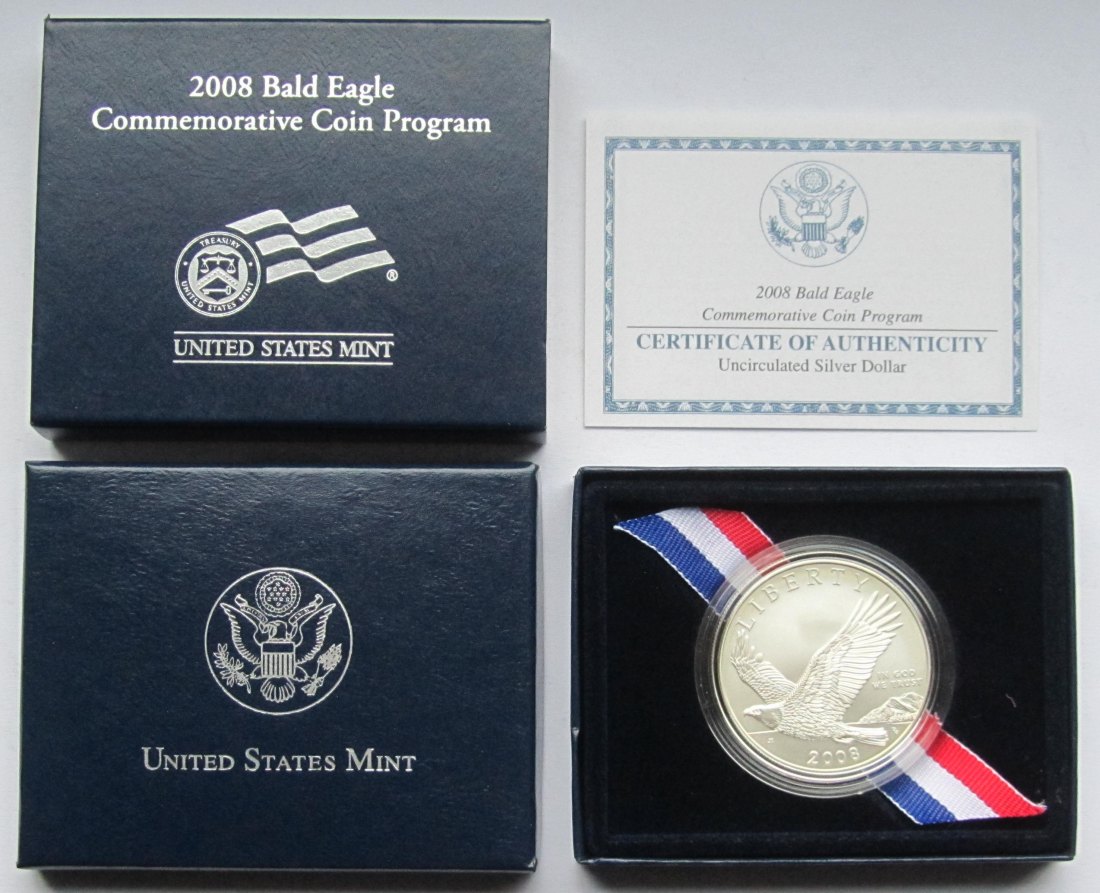 2008 Bald Eagle
Commemorative Coin Program
TREASURY
UNITED STATES MINT
®
UNITED STATES MINT
2008 Bald Eagle
Commemorative Coin Program
CERTIFICATE OF AUTHENTICITY
Uncirculated Silver Dollar
UNITED STATES MINT
LIBERTY
IN GOD
WE TRUST
2008